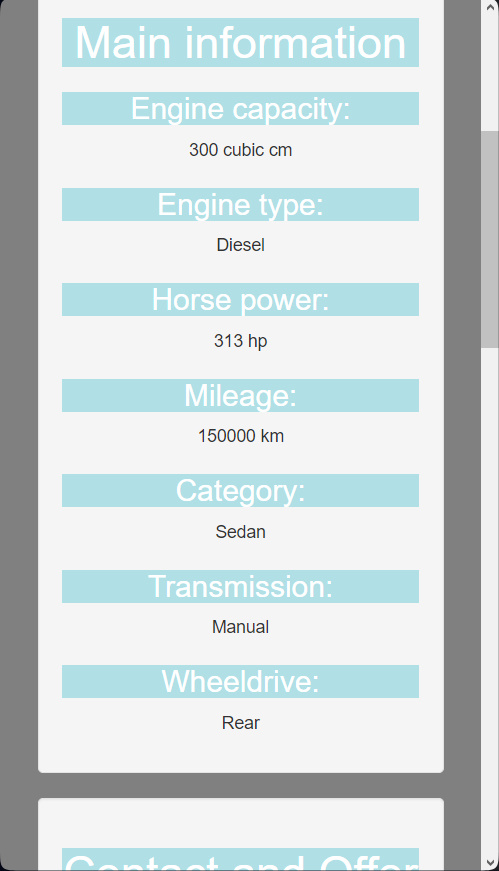 Main information
Engine capacity:
300 cubic cm
Engine type:
Diesel
Horse power:
313 hp
Mileage:
150000 km
Category:
Sedan
Transmission:
Manual
Wheeldrive:
Rear
Contact and Offer